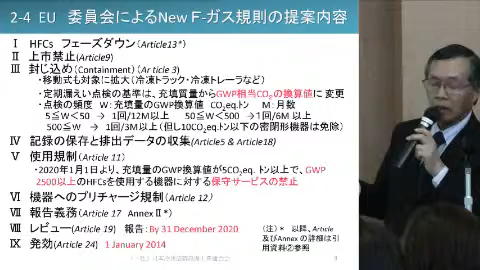 2-4 EU 委員会によるNew F-ガス規則の提案内容
Ⅰ HFCs フェーズダウン(Article13*)
Ⅱ 上市禁止(Article9)
Ⅲ 封じ込め(Containment)(Article 3)
・移動式も対象に拡大(冷凍トラック・冷凍トレーラなど)
・定期漏えい点検の基準は、充填質量からGWP相当CO2の換算値に 変更
・点検の頻度 W:充填量のGWP換算値 CO2eq.トン M:月数
5≦W<50 → 1回/12M以上 50≦W<500 →1回/6M 以上
500≦W → 1回/3M以上(但し10CO2eq.トン以下の密閉形機器は免除)
Ⅳ 記録の保存と排出データの収集(Article5 & Article18)
Ⅴ 使用規制(Article 11)
・2020年1月1日より、充填量のGWP換算値が5CO2eq. トン以上で、GWP
2500以上のHFCsを使用する機器に対する保守サービスの禁止
Ⅵ 機器へのプリチャージ規制(Article 12)
Ⅶ 報告義務(Article 17 AnnexⅡ*)
Ⅷ レビュー(Article 19) 報告:By 31 December 2020
Ⅸ 発効(Article 24) 1 January 2014
(注) * 以降、Article
及びAnnex の詳細は引
用資料②参照